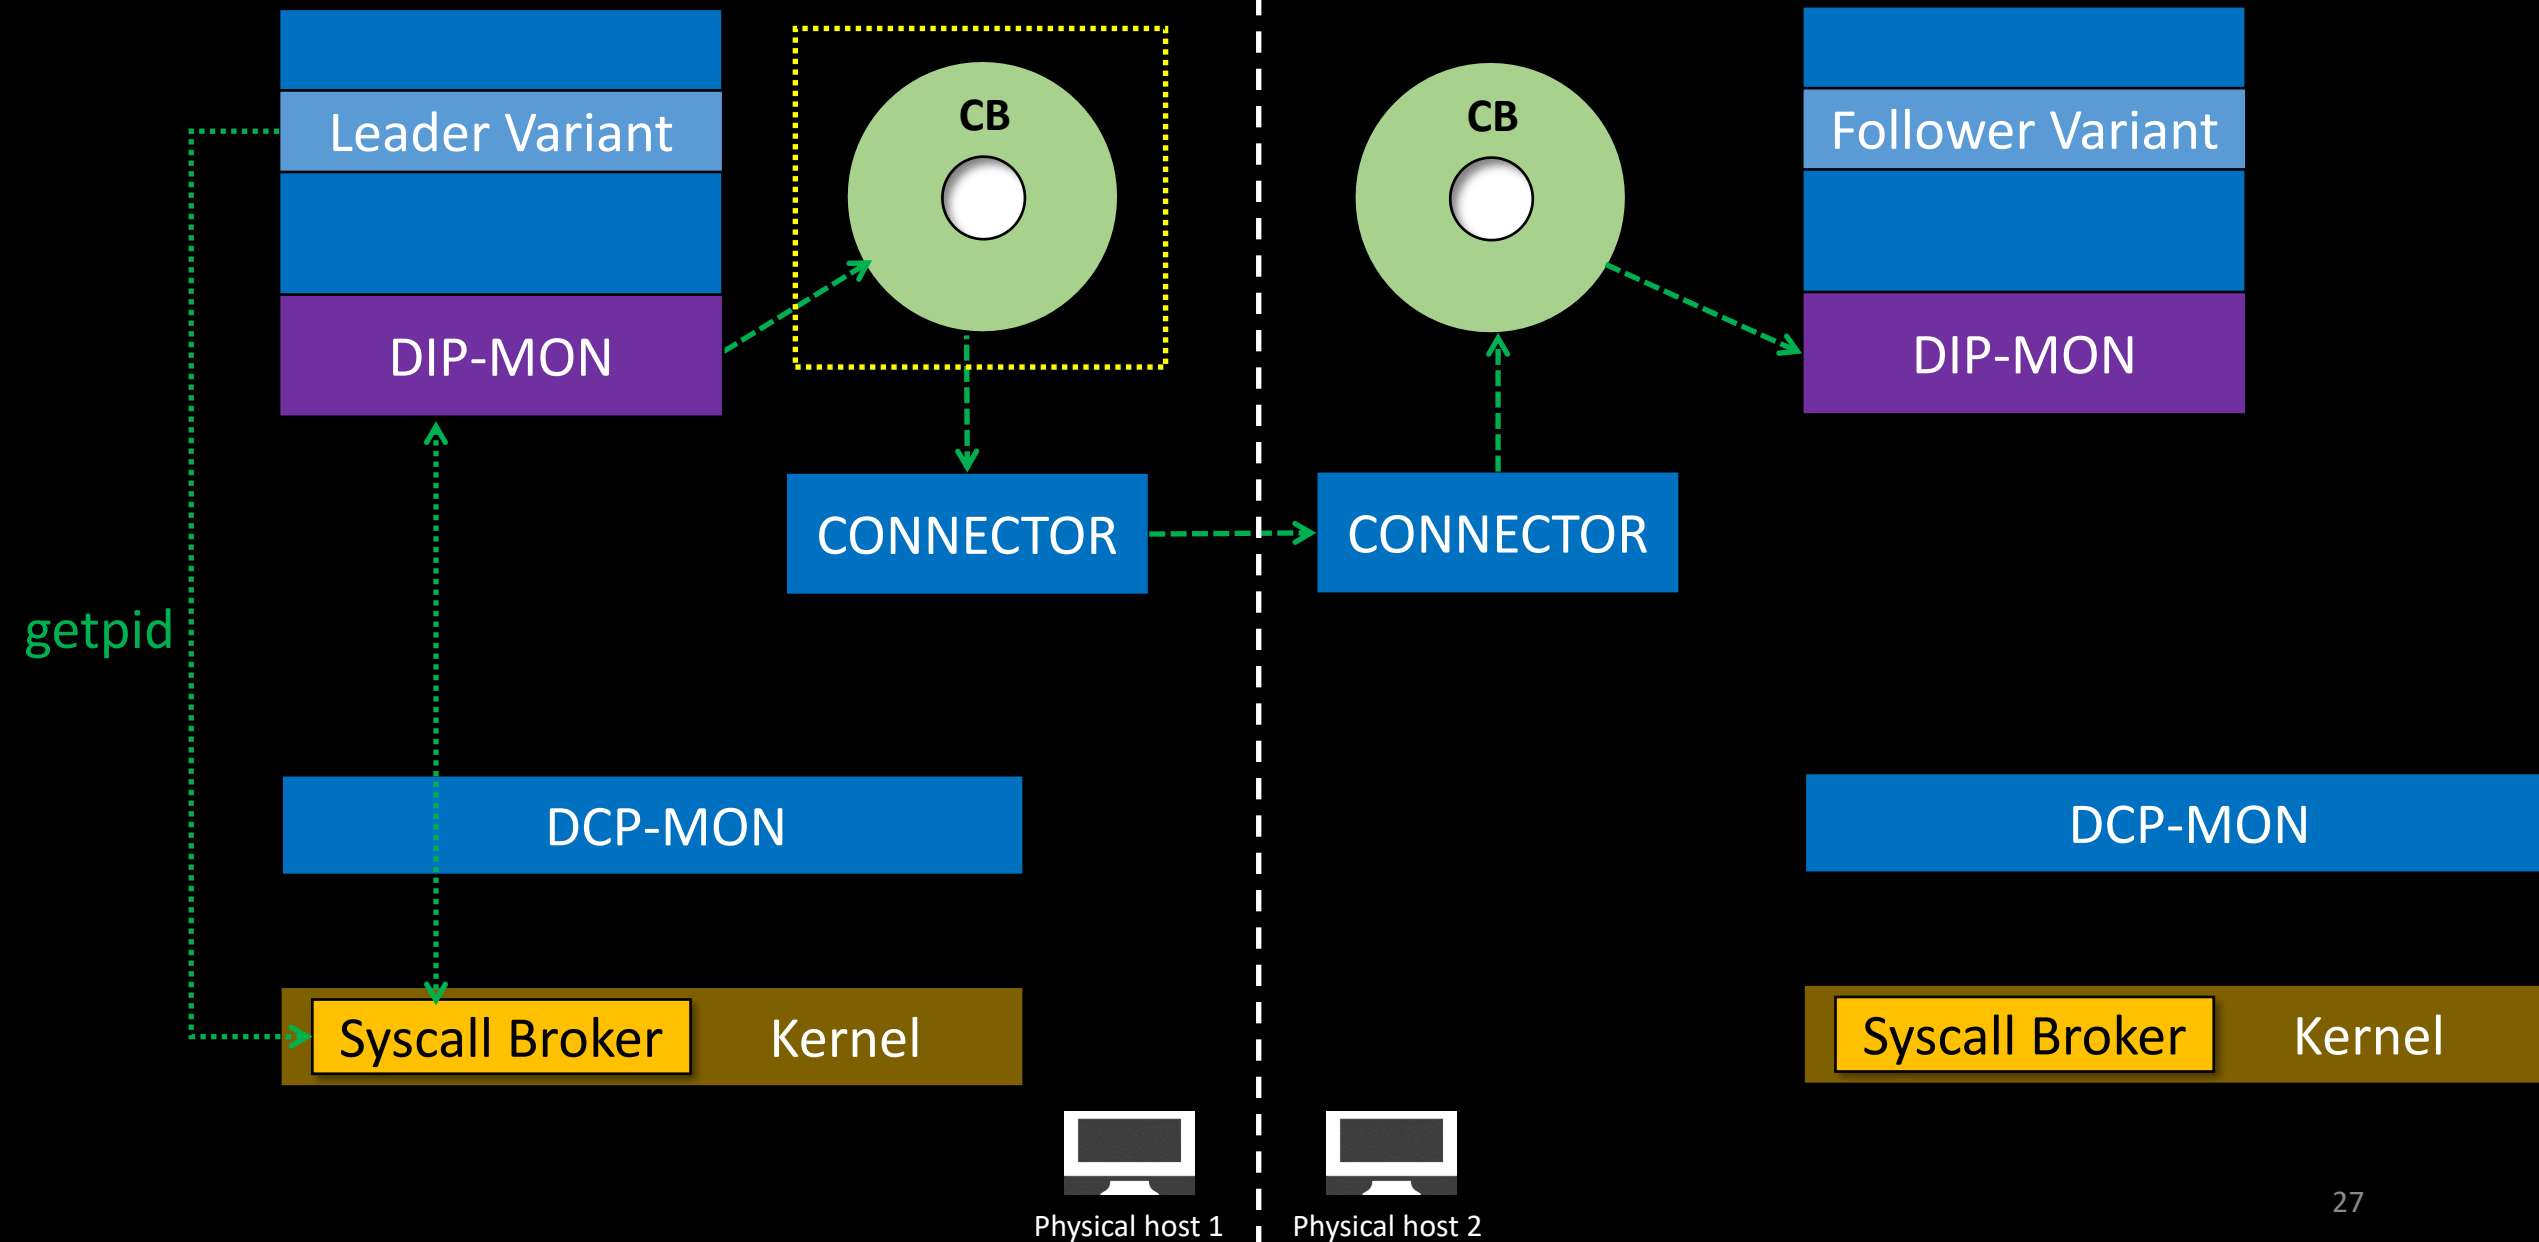 CB
CB
Leader Variant
Follower Variant
DIP-MON
DIP-MON
CONNECTOR
CONNECTOR
getpid
DCP-MON
DCP-MON
Syscall Broker
Kernel
Syscall Broker
Kernel
Physical host 1
Physical host 2
27